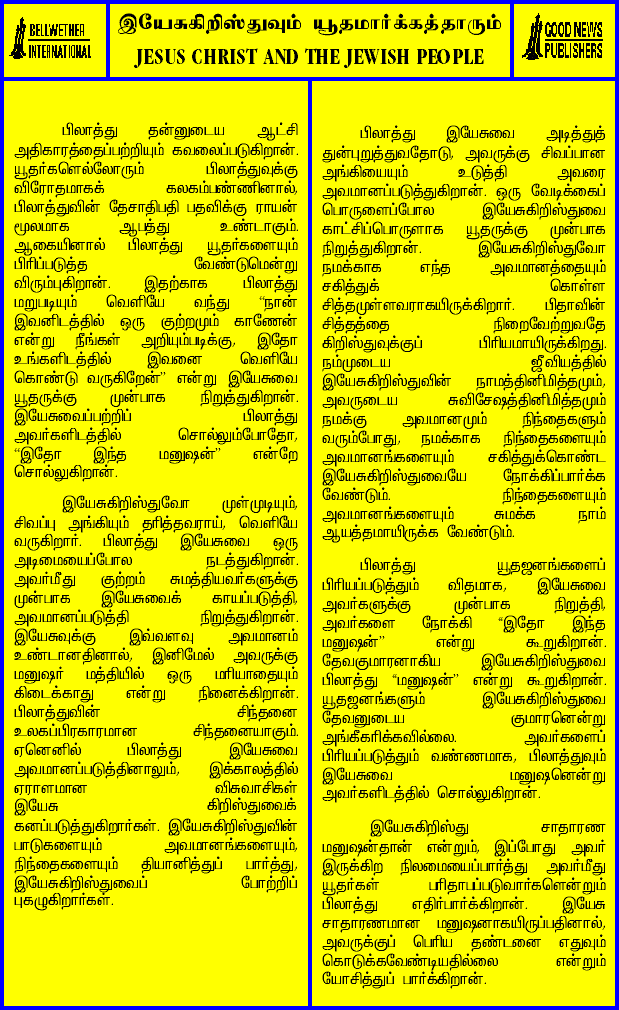 BELLWETHER
INTERNATIONAL
இயேசுகிறிஸ்துவும் யூதமார்க்கத்தாரும்
JESUS CHRIST AND THE JEWISH PEOPLE
GOOD NEWS
PUBLISHERS
பிலாத்து தன்னுடைய ஆட்சி
அதிகாரத்தைப்பற்றியும் கவலைப்படுகிறான்.
யூதர்களெல்லோரும் பிலாத்துவுக்கு
விரோதமாகக் கலகம்பண்ணினால்,
பிலாத்துவின் தேசாதிபதி பதவிக்கு ராயன்
மூலமாக ஆபத்து உண்டாகும்.
ஆகையினால் பிலாத்து யூதர்களையும்
பிரிப்படுத்த வேண்டுமென்று
விரும்புகிறான். இதற்காக பிலாத்து
மறுபடியும் வெளியே வந்து “நான்
இவனிடத்தில் ஒரு குற்றமும் காணேன்
என்று நீங்கள் அறியும்படிக்கு, இதோ
உங்களிடத்தில் இவனை வெளியே
கொண்டு வருகிறேன்” என்று இயேசுவை
யூதருக்கு முன்பாக நிறுத்துகிறான்.
இயேசுவைப்பற்றிப் பிலாத்து
அவர்களிடத்தில் சொல்லும்போதோ,
“இதோ இந்த மனுஷன்” என்றே
சொல்லுகிறான்.
இயேசுகிறிஸ்துவோ முள்முடியும்,
சிவப்பு அங்கியும் தரித்தவராய், வெளியே
வருகிறார். பிலாத்து இயேசுவை ஒரு
அடிமையைப்போல நடத்துகிறான்.
அவர்மீது குற்றம் சுமத்தியவர்களுக்கு
முன்பாக இயேசுவைக் காயப்படுத்தி,
அவமானப்படுத்தி நிறுத்துகிறான்.
இயேசுவுக்கு இவ்வளவு அவமானம்
உண்டானதினால், இனிமேல் அவருக்கு
மனுஷர் மத்தியில் ஒரு மரியாதையும்
கிடைக்காது என்று நினைக்கிறான்.
பிலாத்துவின் சிந்தனை
உலகப்பிரகாரமான சிந்தனையாகும்.
ஏனெனில் பிலாத்து இயேசுவை
அவமானப்படுத்தினாலும், இக்காலத்தில்
ஏராளமான விசுவாசிகள்
இயேசு கிறிஸ்துவைக்
கனப்படுத்துகிறார்கள். இயேசுகிறிஸ்துவின்
பாடுகளையும் அவமானங்களையும்,
நிந்தைகளையும் தியானித்துப் பார்த்து,
இயேசுகிறிஸ்துவைப் போற்றிப்
புகழுகிறார்கள்.
பிலாத்து இயேசுவை அடித்துத்
துன்புறுத்துவதோடு, அவருக்கு சிவப்பான
அங்கியையும் உடுத்தி அவரை
அவமானப்படுத்துகிறான். ஒரு வேடிக்கைப்
பொருளைப்போல இயேசுகிறிஸ்துவை
காட்சிப்பொருளாக யூதருக்கு முன்பாக
நிறுத்துகிறான். இயேசுகிறிஸ்துவோ
நமக்காக எந்த அவமானத்தையும்
சகித்துக் கொள்ள
சித்தமுள்ளவராகயிருக்கிறார். பிதாவின்
சித்தத்தை நிறைவேற்றுவதே
கிறிஸ்துவுக்குப் பிரியமாயிருக்கிறது.
நம்முடைய ஜீவியத்தில்
இயேசுகிறிஸ்துவின் நாமத்தினிமித்தமும்,
அவருடைய சுவிசேஷத்தினிமித்தமும்
நமக்கு அவமானமும் நிந்தைகளும்
வரும்போது, நமக்காக நிந்தைகளையும்
அவமானங்களையும் சகித்துக்கொண்ட
இயேசுகிறிஸ்துவையே நோக்கிப்பார்க்க
வேண்டும். நிந்தைகளையும்
அவமானங்களையும் சுமக்க நாம்
ஆயத்தமாயிருக்க வேண்டும்.
பிலாத்து யூதஜனங்களைப்
பிரியப்படுத்தும் விதமாக, இயேசுவை
அவர்களுக்கு முன்பாக நிறுத்தி,
அவர்களை நோக்கி “இதோ இந்த
மனுஷன்” என்று கூறுகிறான்.
தேவகுமாரனாகிய இயேசுகிறிஸ்துவை
பிலாத்து “மனுஷன்” என்று கூறுகிறான்.
யூதஜனங்களும் இயேசுகிறிஸ்துவை
தேவனுடைய குமாரனென்று
அங்கீகரிக்கவில்லை. அவர்களைப்
பிரியப்படுத்தும் வண்ணமாக, பிலாத்துவும்
இயேசுவை மனுஷனென்று
அவர்களிடத்தில் சொல்லுகிறான்.
இயேசுகிறிஸ்து சாதாரண
மனுஷன்தான் என்றும், இப்போது அவர்
இருக்கிற நிலமையைப்பார்த்து அவர்மீது
யூதர்கள் பரிதாபப்படுவார்களென்றும்
பிலாத்து எதிர்பார்க்கிறான். இயேசு
சாதாரணமான மனுஷனாகயிருப்பதினால்,
அவருக்குப் பெரிய தண்டனை எதுவும்
கொடுக்கவேண்டியதில்லை என்றும்
யோசித்துப் பார்க்கிறான்.